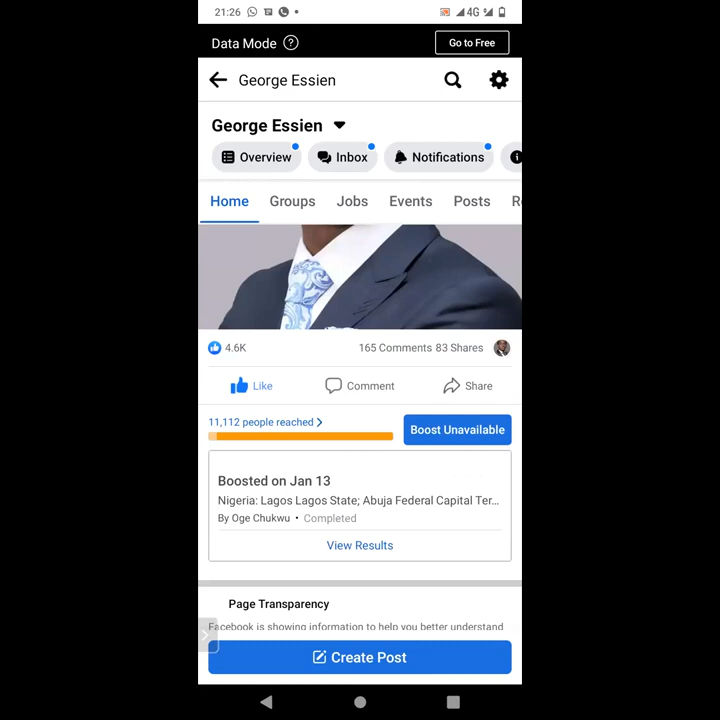 21:26 4G
Data Mode ? Go to Free
George Essien
George Essien
Overview Inbox Notifications
Home Groups Jobs Events Posts R
4.6K 165 Comments 83 Shares
Like Comment Share
11,112 people reached
Boost Unavailable
Boosted on Jan 13
Nigeria: Lagos Lagos State; Abuja Federal Capital Ter...
By Oge Chukwu • Completed
View Results
Page Transparency
Facebook is showing information to help you better understand
Create Post